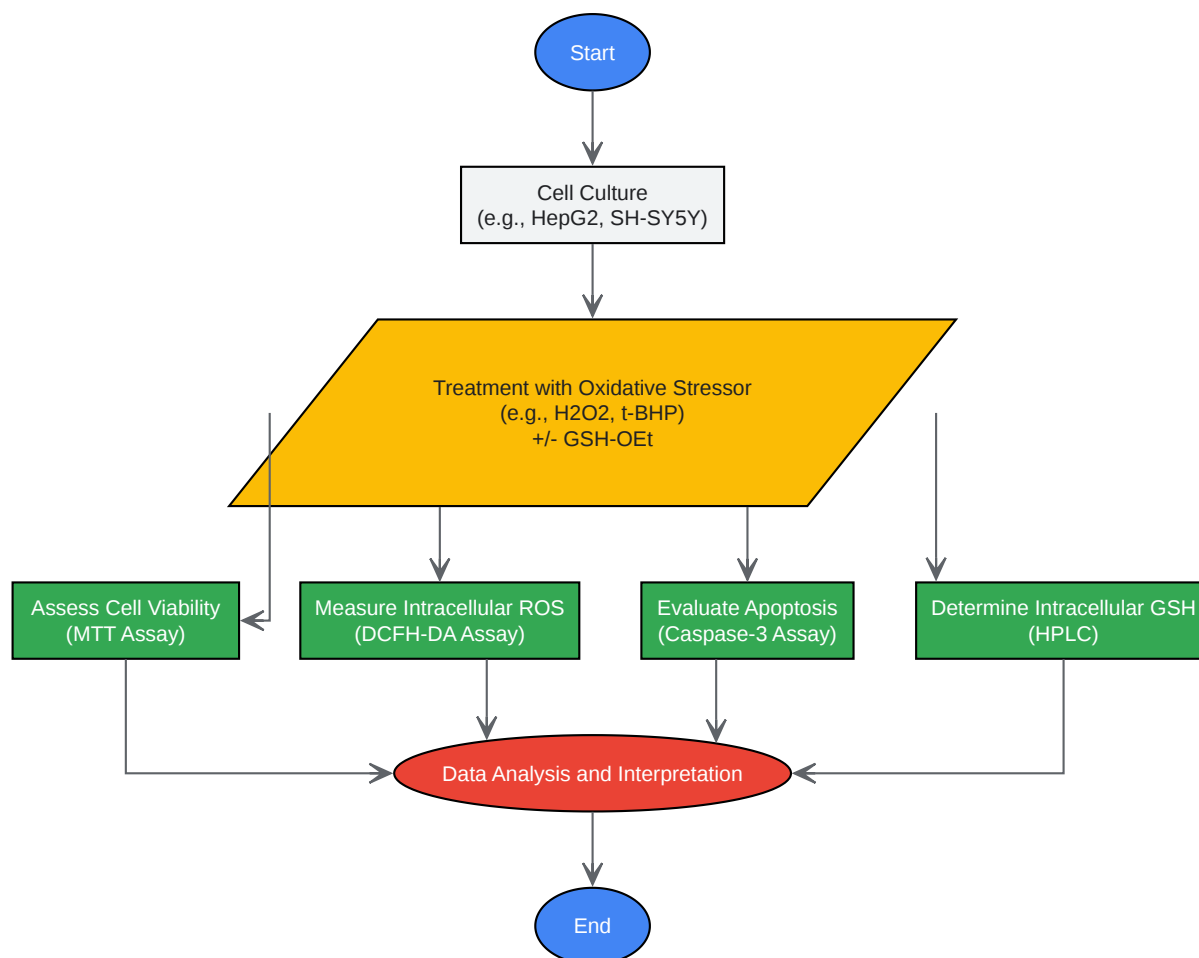 Start
Cell Culture
(e.g., HepG2, SH-SY5Y)
Treatment with Oxidative Stressor
(e.g., H2O2, t-BHP)
+/- GSH-OEt
Assess Cell Viability
(MTT Assay)
Measure Intracellular ROS
(DCFH-DA Assay)
Evaluate Apoptosis
(Caspase-3 Assay)
Determine Intracellular GSH
(HPLC)
Data Analysis and Interpretation
End